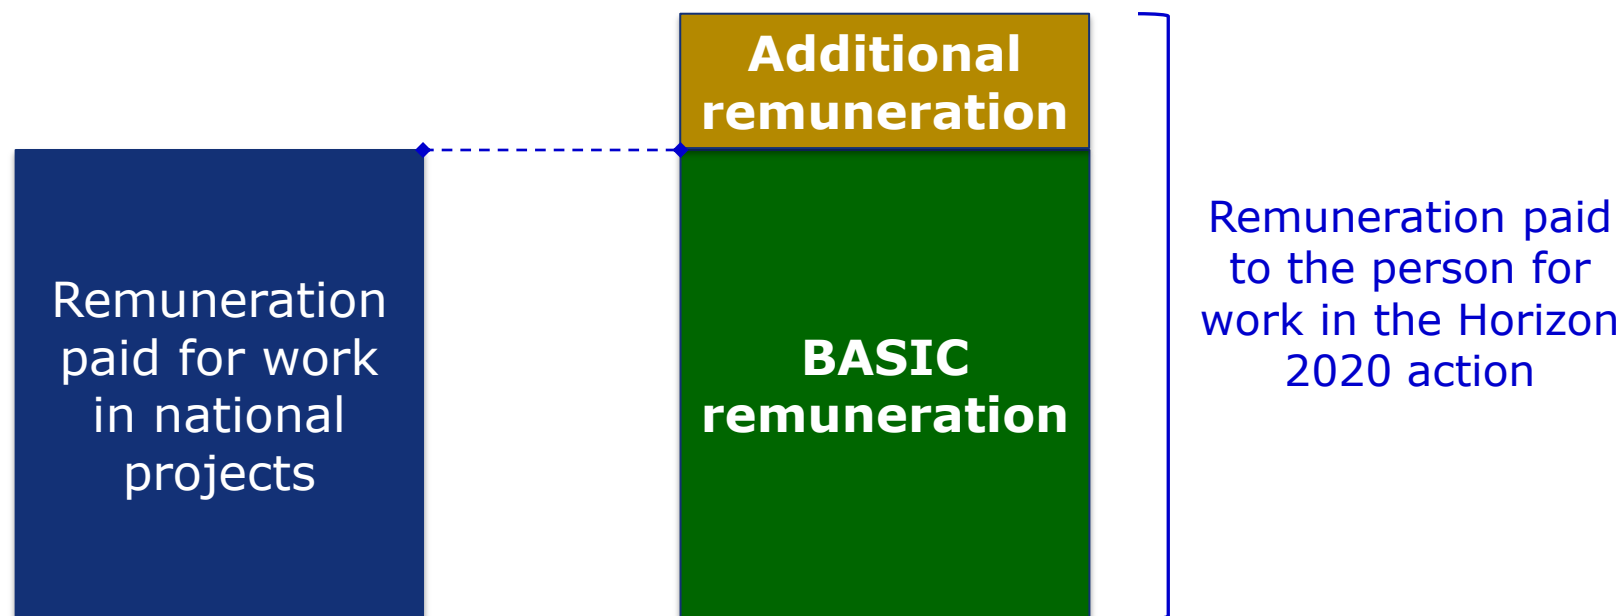 Additional
remuneration
Remuneration
paid for work
in national
projects
BASIC
remuneration
Remuneration paid
to the person for
work in the Horizon
2020 action